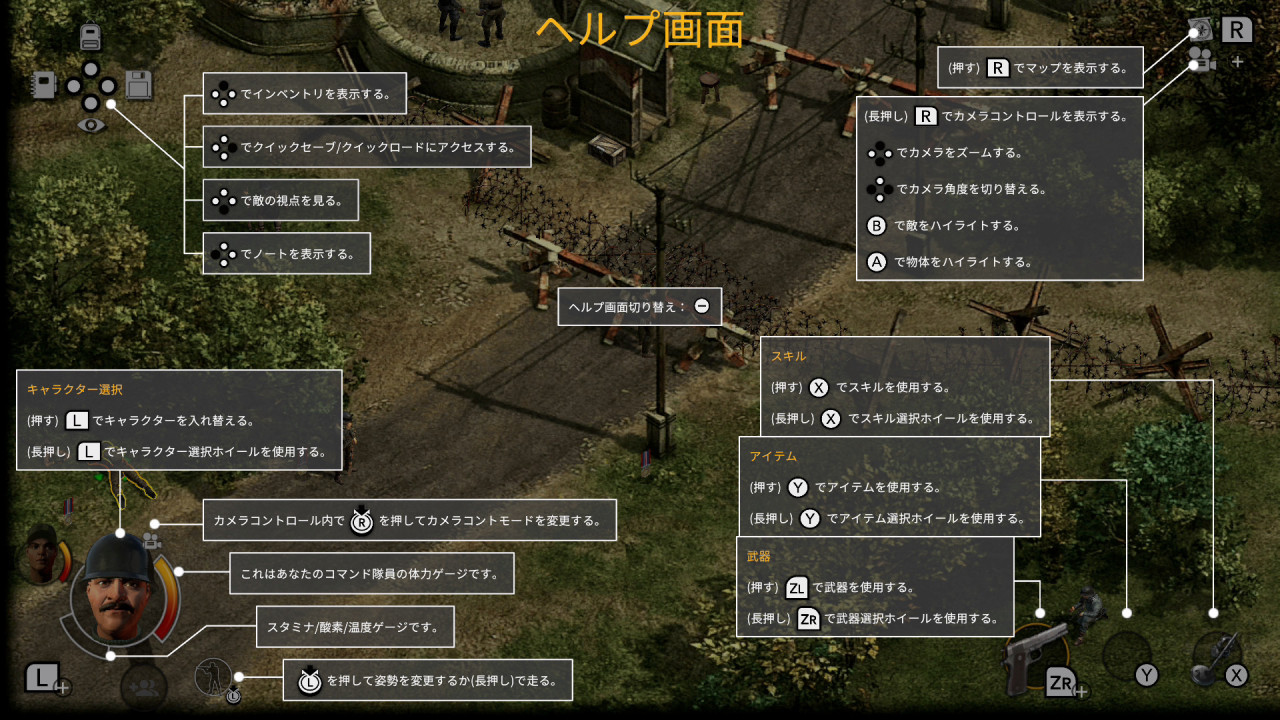 ヘルプ画面
R
(押す) R でマップを表示する。
でインベントリを表示する。
(長押し) R でカメラコントロールを表示する。
でクイックセーブ/クイックロードにアクセスする。
でカメラをズームする。
でカメラ角度を切り替える。
で敵の視点を見る。
B で敵をハイライトする。
でノートを表示する。
A で物体をハイライトする。
ヘルプ画面切り替え：
スキル
(押す) X でスキルを使用する。
(長押し) X でスキル選択ホイールを使用する。
キャラクター選択
(押す) L でキャラクターを入れ替える。
(長押し) L でキャラクター選択ホイールを使用する。
アイテム
(押す) Y でアイテムを使用する。
(長押し) Y でアイテム選択ホイールを使用する。
カメラコントロール内で R を押してカメラコントモードを変更する。
武器
(押す) ZL で武器を使用する。
(長押し) ZR で武器選択ホイールを使用する。
これはあなたのコマンド隊員の体力ゲージです。
スタミナ/酸素/温度ゲージです。
L を押して姿勢を変更するか(長押し)で走る。
L
L
ZR
Y
X